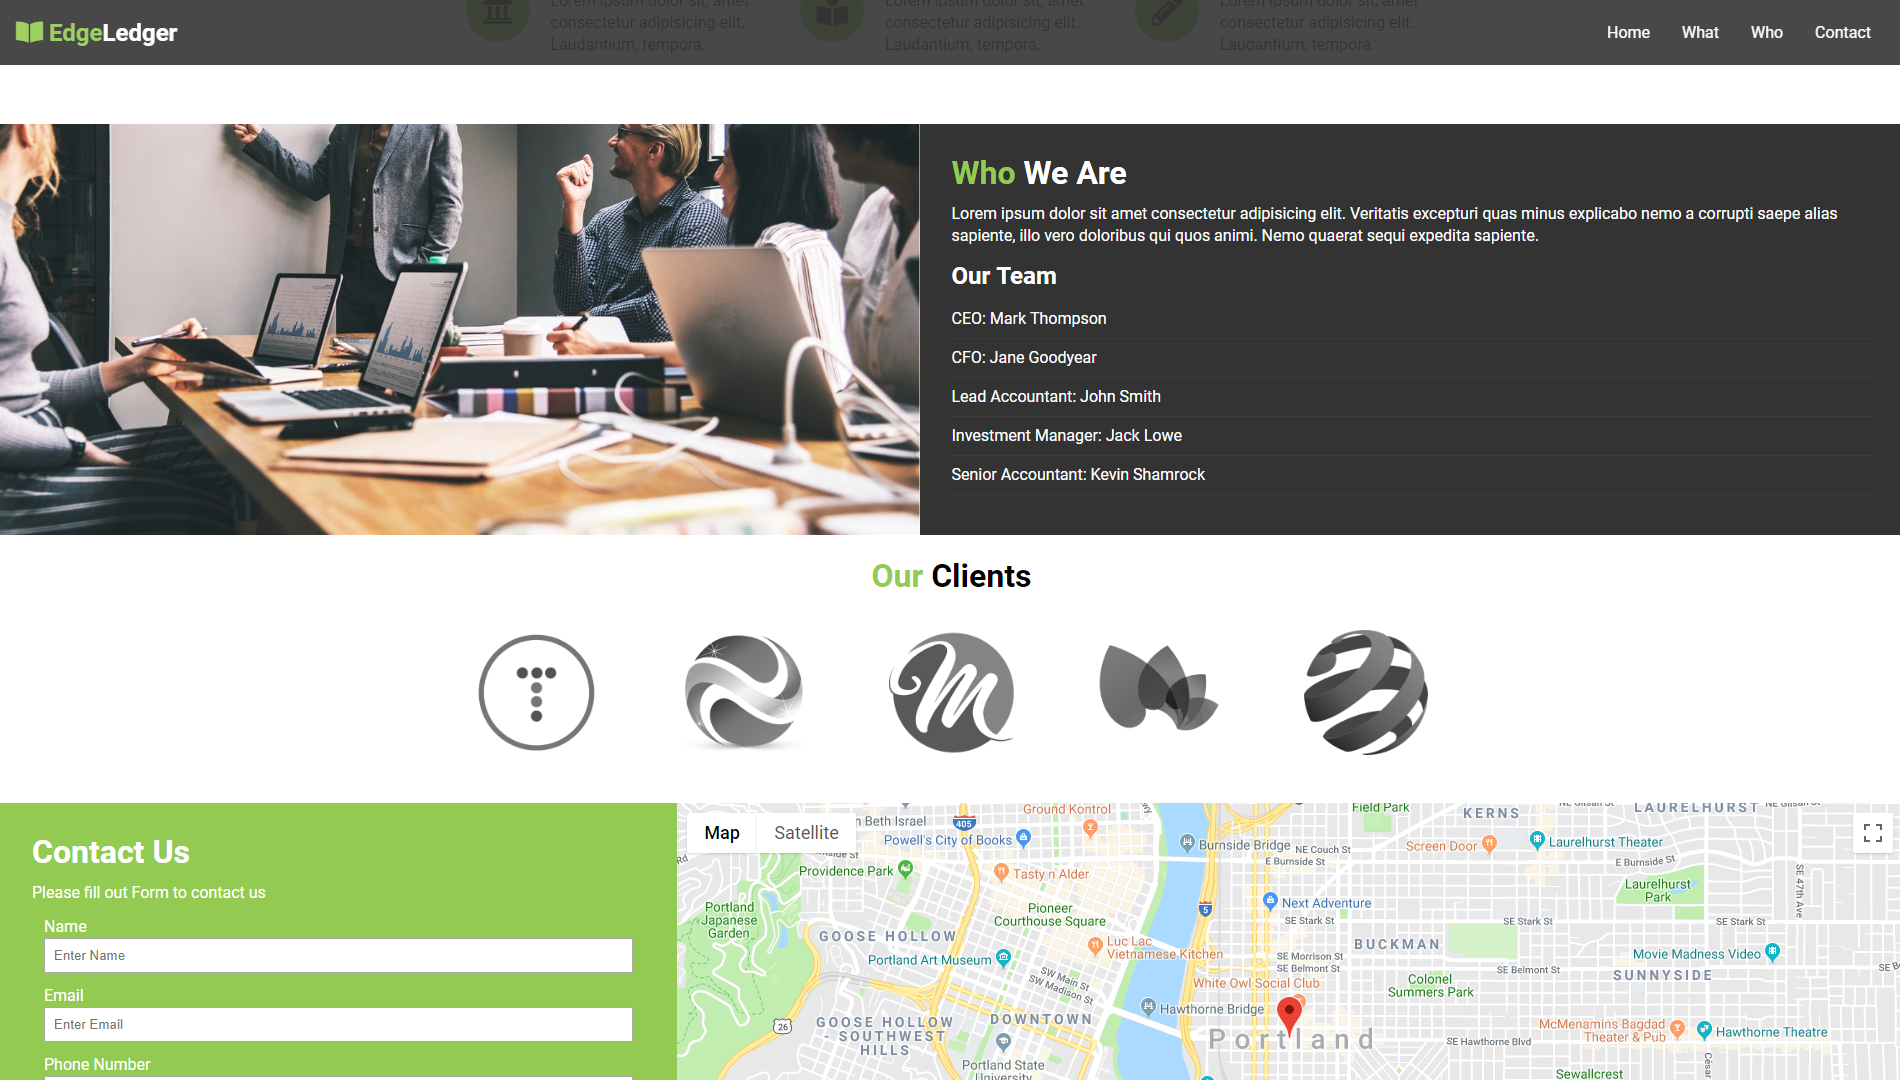 Lorem ipsum dolor sit, amet
consectetur adipisicing elit.
Laudantium, tempora.
Lorem ipsum dolor sit, amet
consectetur adipisicing elit.
Laudantium, tempora.
Lorem ipsum dolor sit, amet
consectetur adipisicing elit.
Laudantium, tempora.
EdgeLedger
Home
What
Who
Contact
Who We Are
Lorem ipsum dolor sit amet consectetur adipisicing elit. Veritatis excepturi quas minus explicabo nemo a corrupti saepe alias
sapiente, illo vero doloribus qui quos animi. Nemo quaerat sequi expedita sapiente.
Our Team
CEO: Mark Thompson
CFO: Jane Goodyear
Lead Accountant: John Smith
Investment Manager: Jack Lowe
Senior Accountant: Kevin Shamrock
Our Clients
T
M
Contact Us
Please fill out Form to contact us
Name
Enter Name
Email
Enter Email
Phone Number
Map
Satellite
Beth Israel
405
Ground Kontrol
Powell's City of Books
Providence Park
Tasty n Alder
Burnside Bridge
NE Couch St
E Burnside St
Field Park
KERNS
LAURELHURST
Screen Door
Laurelhurst Theater
E Burnside St
Laurelhurst
Park
SE 47th Ave
Portland
Japanese
Garden
Pioneer
Courthouse Square
5
Next Adventure
SE Stark St
SE Stark St
SE Stark St
GOOSE HOLLOW
Luc Lac
Vietnamese Kitchen
BUCKMAN
Portland Art Museum
SW Main St
SW Madison St
SE Morrison St
SE Belmont St
SE Belmont St
Movie Madness Video
SUNNYSIDE
White Owl Social Club
Colonel
Summers Park
Hawthorne Bridge
26
GOOSE HOLLOW
- SOUTHWEST
HILLS
DOWNTOWN
Portland
SE Hawthorne Blvd
McMenamins Bagdad
Theater & Pub
Hawthorne Theatre
Portland State
University
Sewallcrest